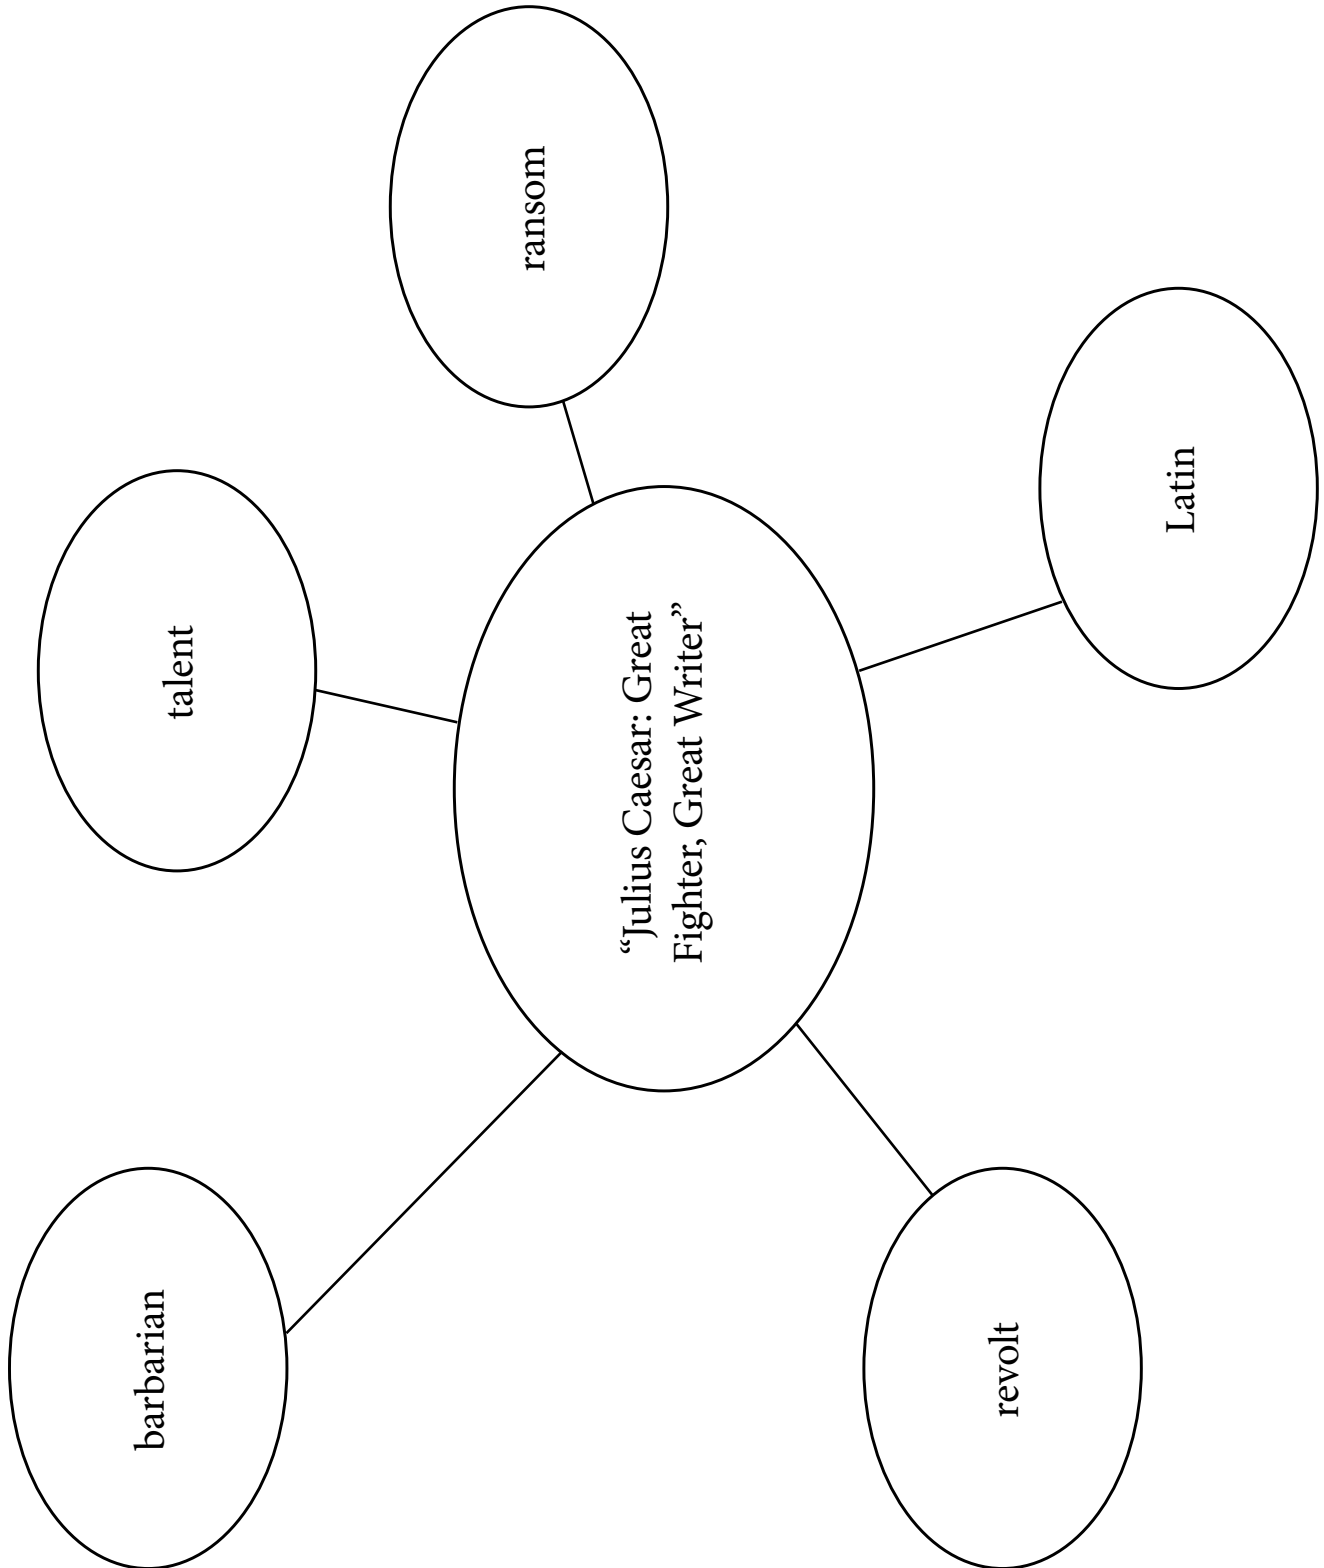 barbarian
talent
ransom
“Julius Caesar: Great
Fighter, Great Writer”
revolt
Latin